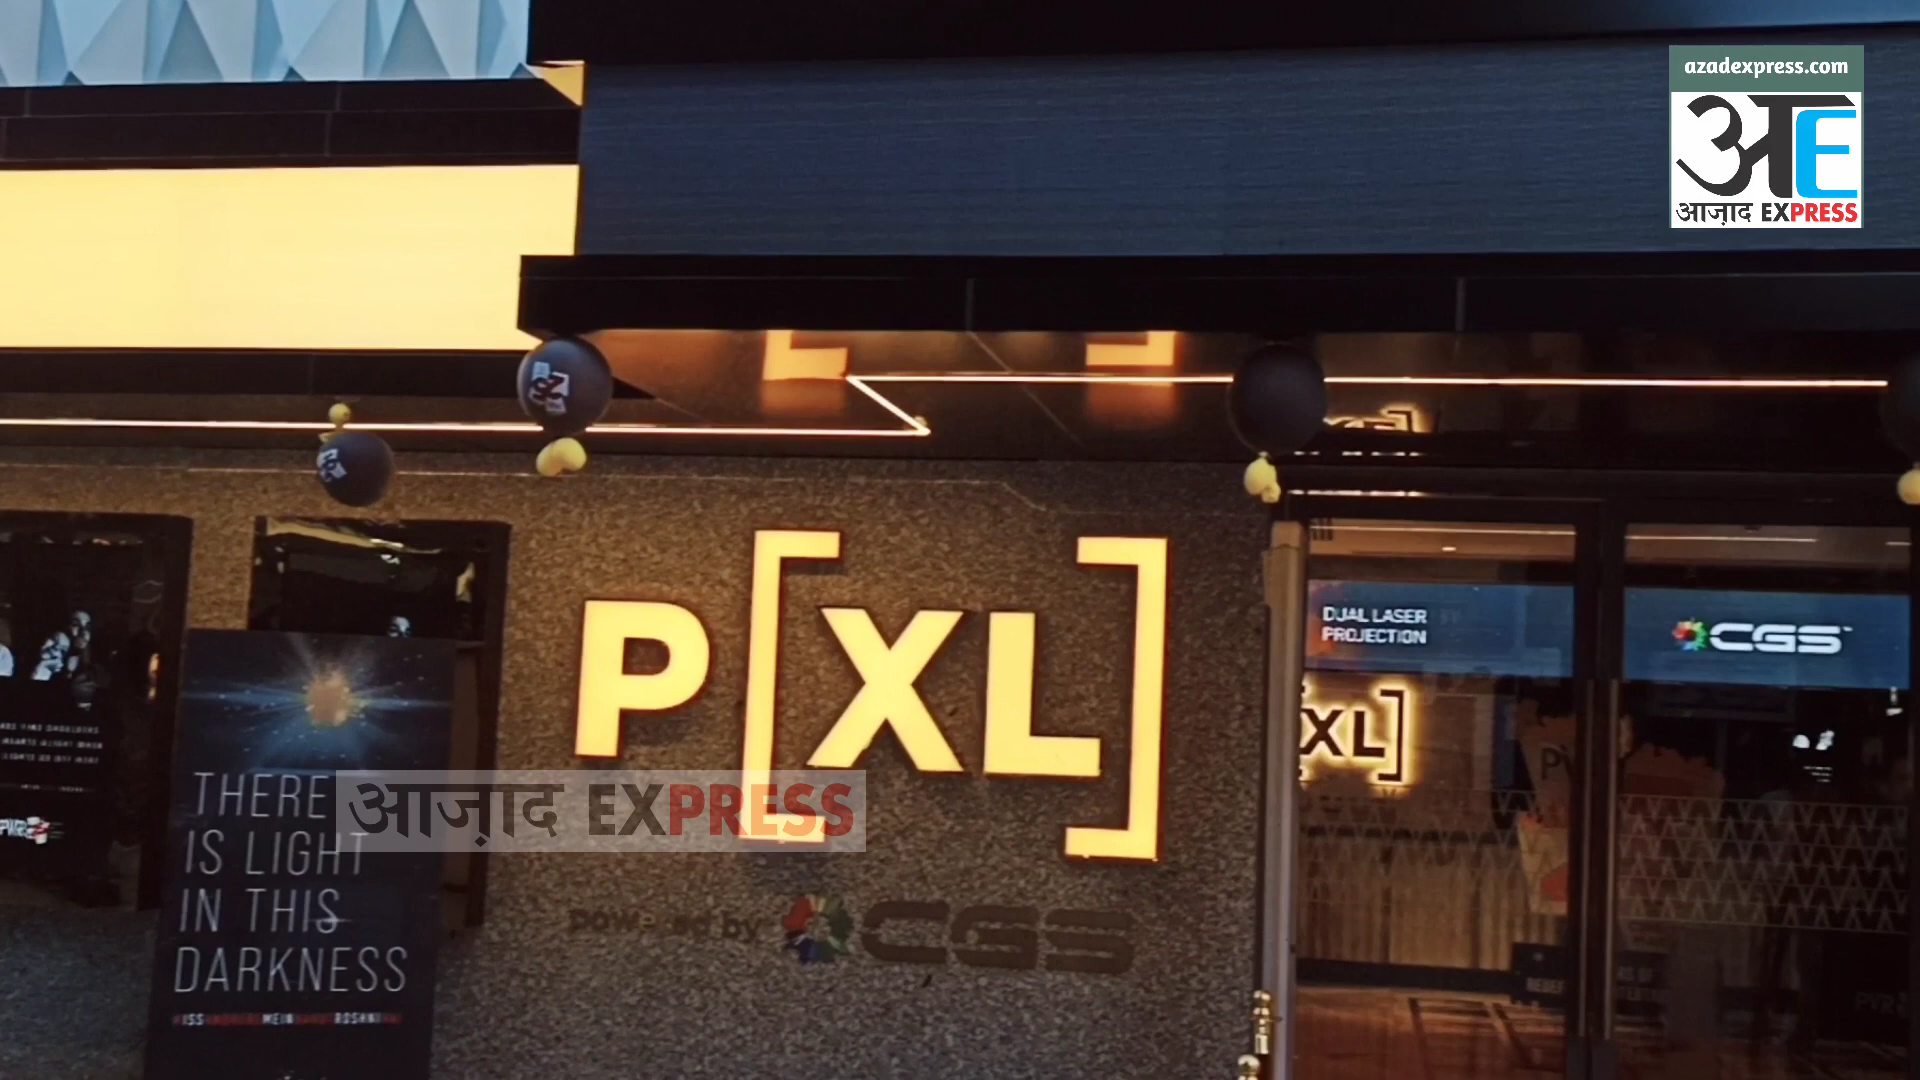 azadexpress.com
अE
आज़ाद EXPRESS
P[XL]
powered by CGS
DUAL LASER
PROJECTION
CGS
XL]
आज़ाद EXPRESS
THERE
IS LIGHT
IN THIS
DARKNESS